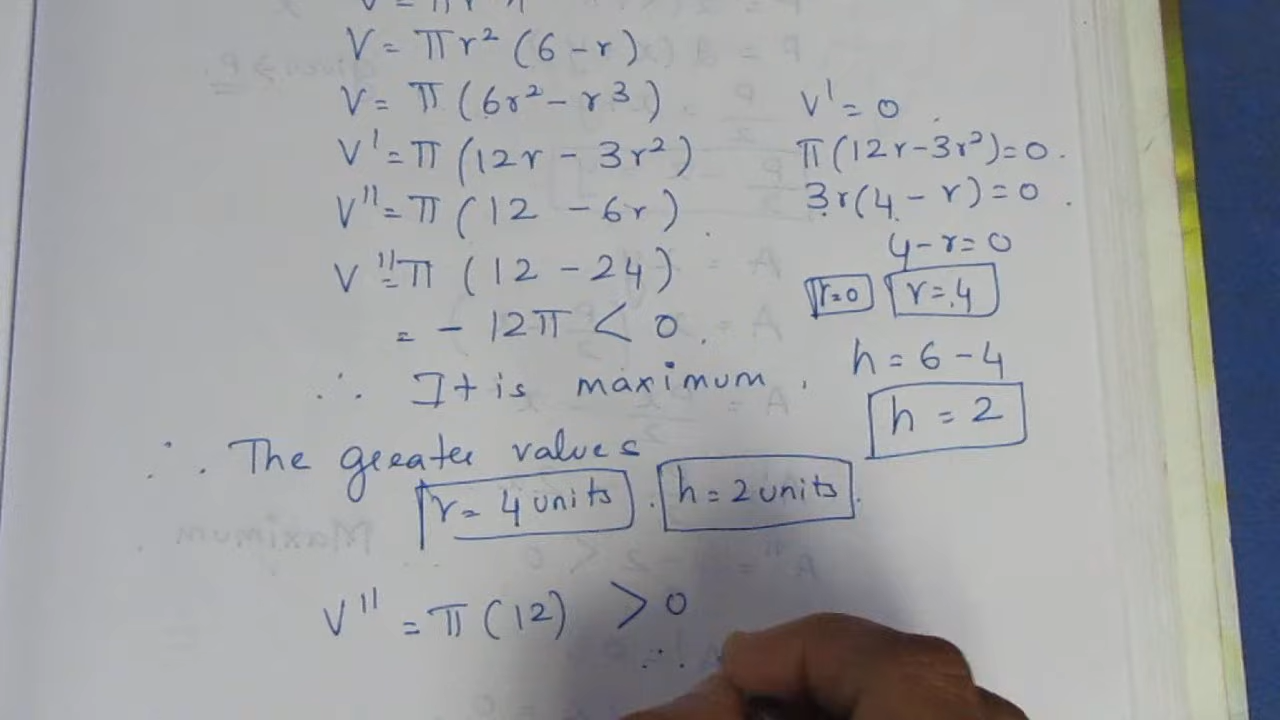 V = πr² (6 - r)
V = π (6r² - r³)
V' = π (12r - 3r²)
V'' = π (12 - 6r)
V'' = π (12 - 24)
= - 12π < 0.
∴ It is maximum.
V' = 0
π(12r - 3r²) = 0.
3r(4 - r) = 0.
4 - r = 0
r = 0 r = 4
h = 6 - 4
h = 2
∴ The greater values
r = 4 units. h = 2 units.
V'' = π (12) > 0